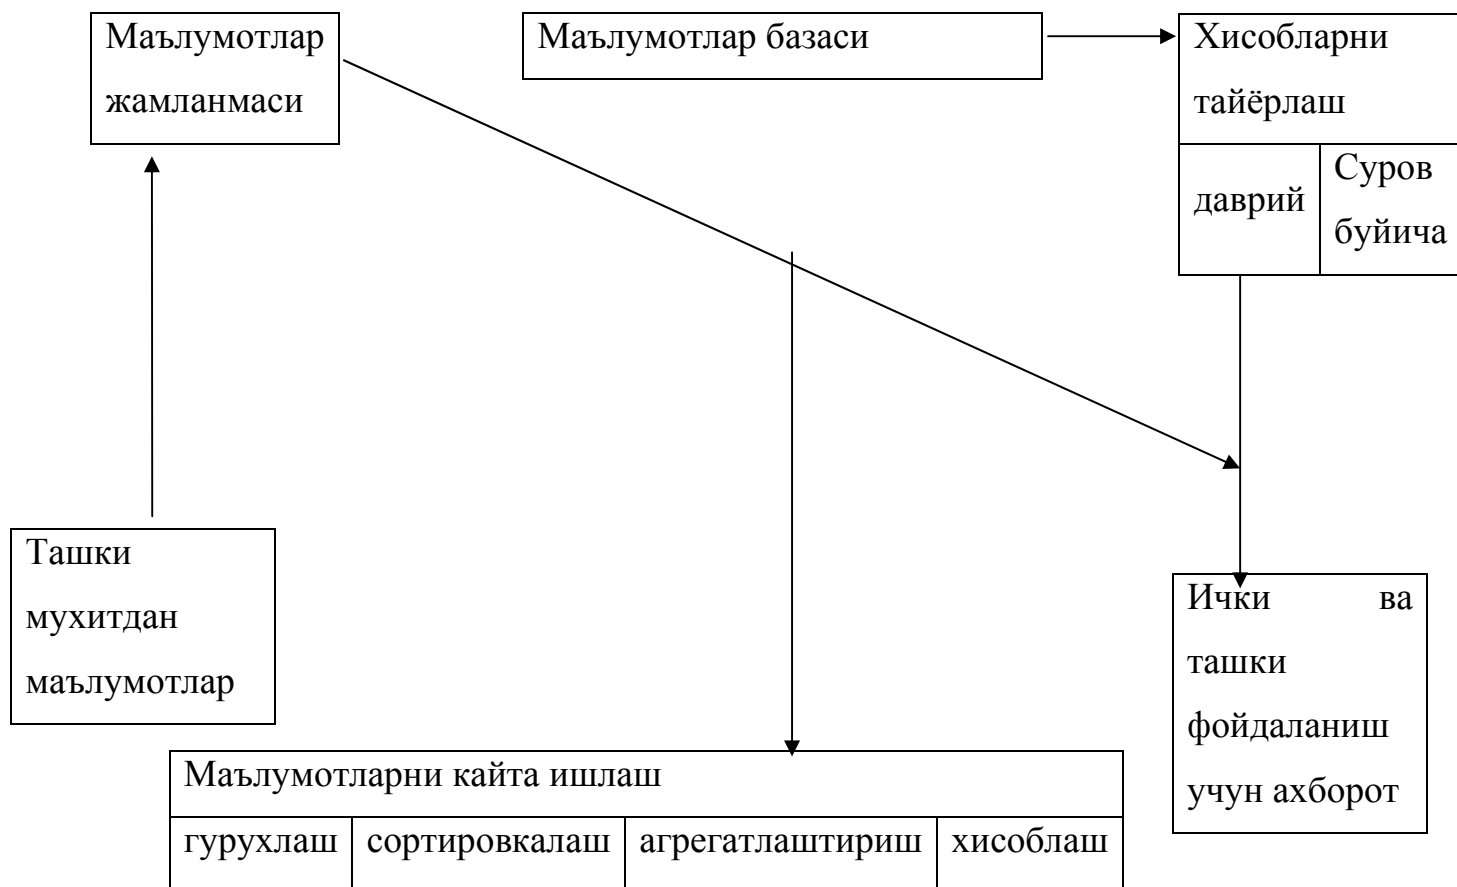 Маълумотлар
жамланмаси
Маълумотлар базаси
Хисобларни
тайёрлаш
даврий
Суров
буйича
Ташки
мухитдан
маълумотлар
Ички ва
ташки
фойдаланиш
учун ахборот
Маълумотларни кайта ишлаш
гурухлаш сортировкалаш агрегатлаштириш хисоблаш